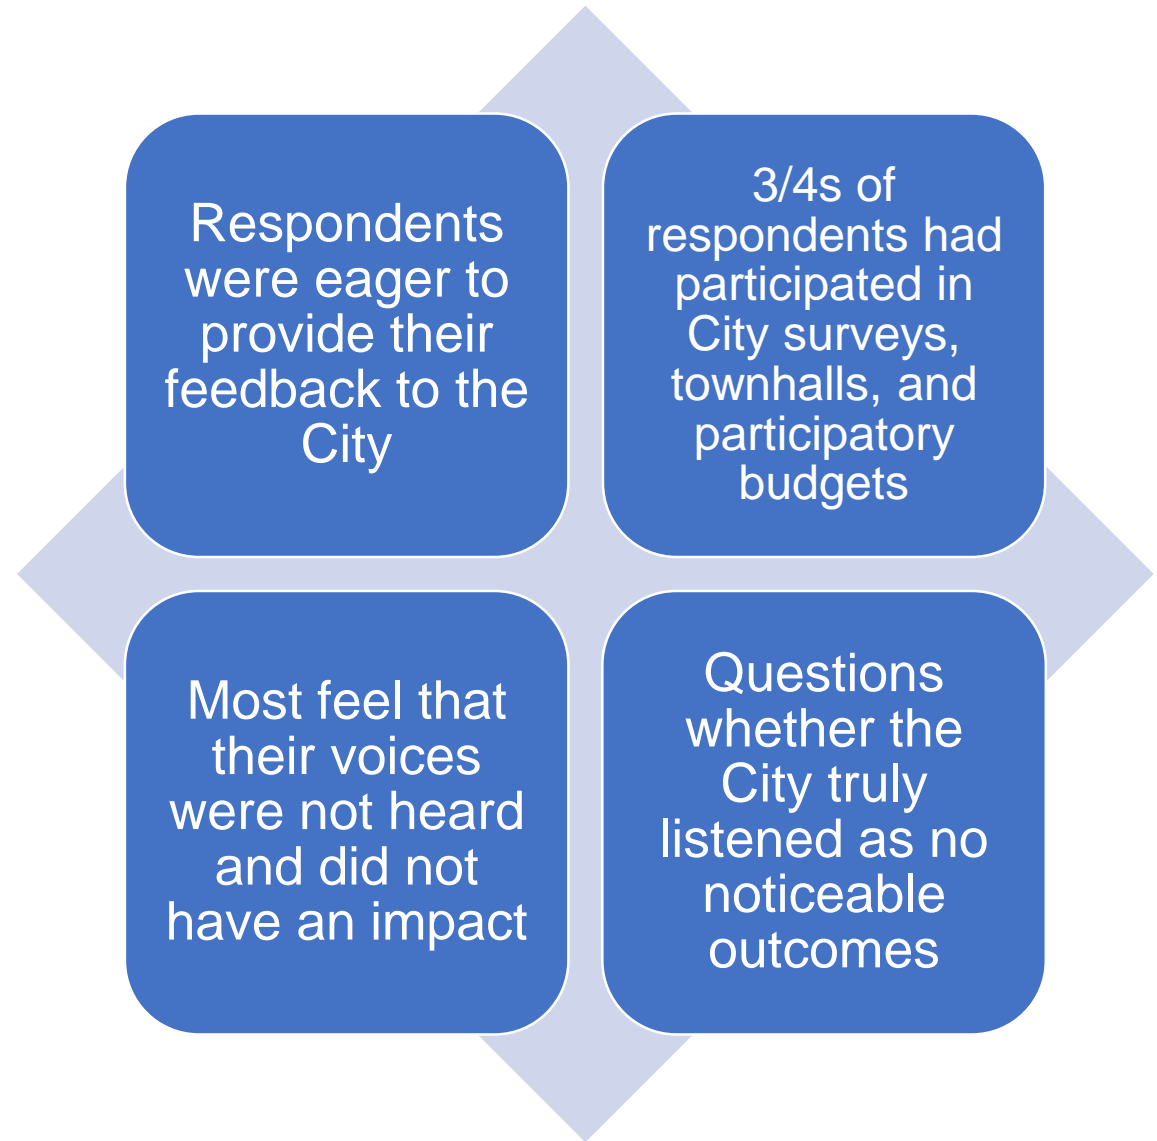 Respondents
were eager to
provide their
feedback to the
City
3/4s of
respondents had
participated in
City surveys,
townhalls, and
participatory
budgets
Most feel that
their voices
were not heard
and did not
have an impact
Questions
whether the
City truly
listened as no
noticeable
outcomes